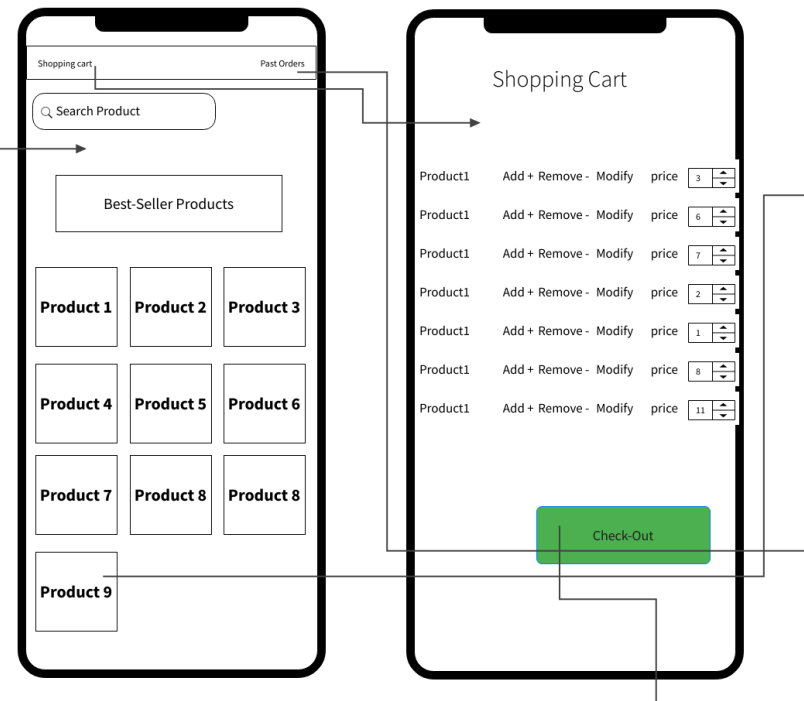 Shopping cart
Past Orders
Search Product
Best-Seller Products
Product 1 Product 2 Product 3
Product 4 Product 5 Product 6
Product 7 Product 8 Product 8
Product 9
Shopping Cart
Product1 Add + Remove - Modify price 3
Product1 Add + Remove - Modify price 6
Product1 Add + Remove - Modify price 7
Product1 Add + Remove - Modify price 2
Product1 Add + Remove - Modify price 1
Product1 Add + Remove - Modify price 8
Product1 Add + Remove - Modify price 11
Check-Out